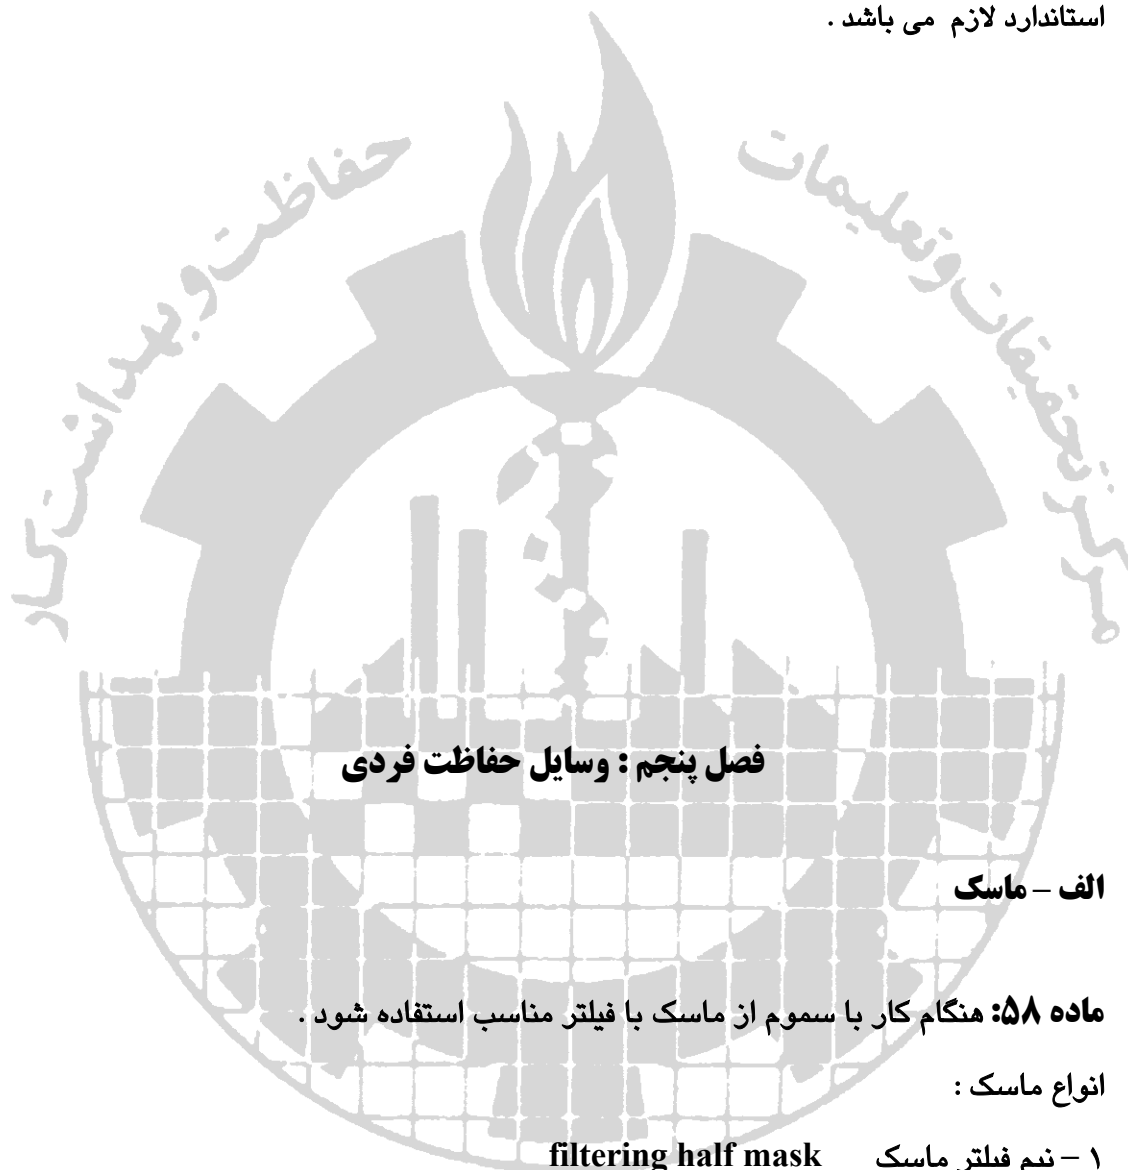 استاندارد لازم می باشد .
مرکز تحقیقات و تعلیمات
حفاظت و بهداشت کار
فصل پنجم : وسایل حفاظت فردی
الف – ماسک
ماده ۵۸: هنگام کار با سموم از ماسک با فیلتر مناسب استفاده شود .
انواع ماسک :
۱ – نیم فیلتر ماسک filtering half mask